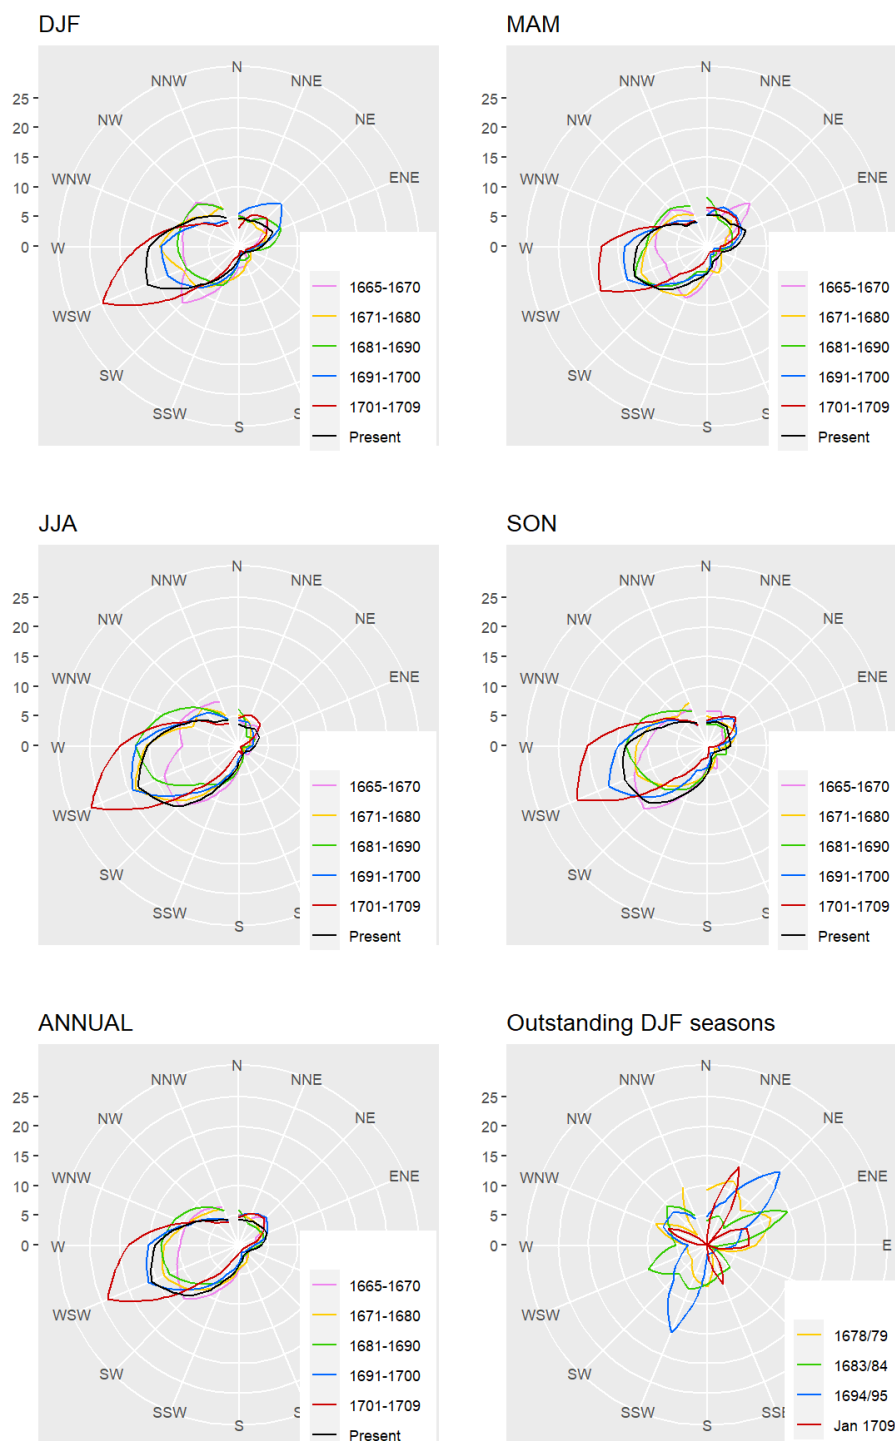 DJF
MAM
N
NNW
NNE
NW
NE
WNW
ENE
W
WSW
SW
SSW
S
25
20
15
10
5
0
1665-1670
1671-1680
1681-1690
1691-1700
1701-1709
Present
N
NNW
NNE
NW
NE
WNW
ENE
W
WSW
SW
SSW
S
25
20
15
10
5
0
1665-1670
1671-1680
1681-1690
1691-1700
1701-1709
Present
JJA
SON
N
NNW
NNE
NW
NE
WNW
ENE
W
WSW
SW
SSW
S
25
20
15
10
5
0
1665-1670
1671-1680
1681-1690
1691-1700
1701-1709
Present
N
NNW
NNE
NW
NE
WNW
ENE
W
WSW
SW
SSW
S
25
20
15
10
5
0
1665-1670
1671-1680
1681-1690
1691-1700
1701-1709
Present
ANNUAL
Outstanding DJF seasons
N
NNW
NNE
NW
NE
WNW
ENE
W
WSW
SW
SSW
S
25
20
15
10
5
0
1665-1670
1671-1680
1681-1690
1691-1700
1701-1709
Present
N
NNW
NNE
NW
NE
WNW
ENE
W
E
WSW
SW
SSW
S
25
20
15
10
5
0
1678/79
1683/84
1694/95
Jan 1709